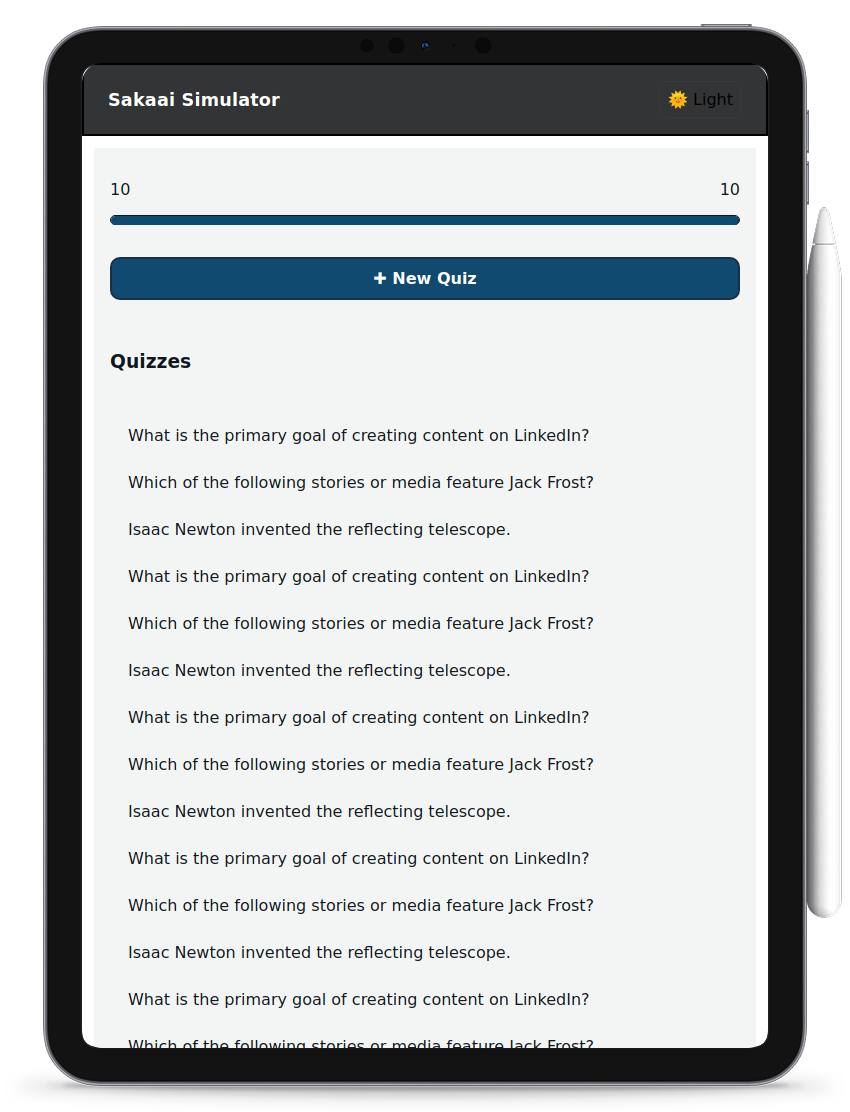 Sakaai Simulator
🌞 Light
10 10
+ New Quiz
Quizzes
What is the primary goal of creating content on LinkedIn?
Which of the following stories or media feature Jack Frost?
Isaac Newton invented the reflecting telescope.
What is the primary goal of creating content on LinkedIn?
Which of the following stories or media feature Jack Frost?
Isaac Newton invented the reflecting telescope.
What is the primary goal of creating content on LinkedIn?
Which of the following stories or media feature Jack Frost?
Isaac Newton invented the reflecting telescope.
What is the primary goal of creating content on LinkedIn?
Which of the following stories or media feature Jack Frost?
Isaac Newton invented the reflecting telescope.
What is the primary goal of creating content on LinkedIn?
Which of the following stories or media feature Jack Frost?